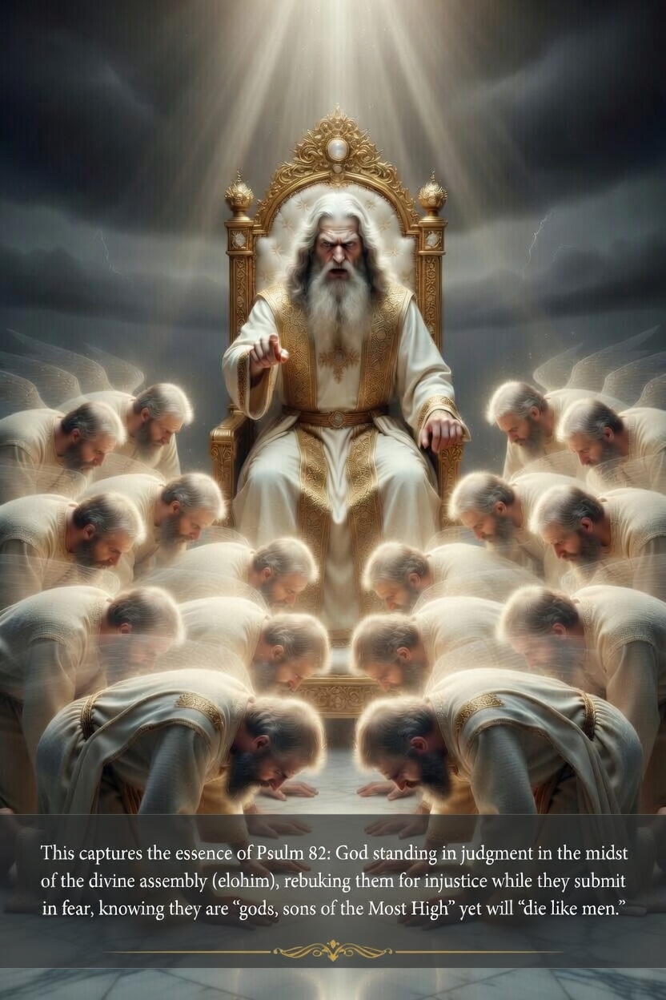 This captures the essence of Psulm 82: God standing in judgment in the midst
of the divine assembly (elohim), rebuking them for injustice while they submit
in fear, knowing they are “gods, sons of the Most High” yet will “die like men.”